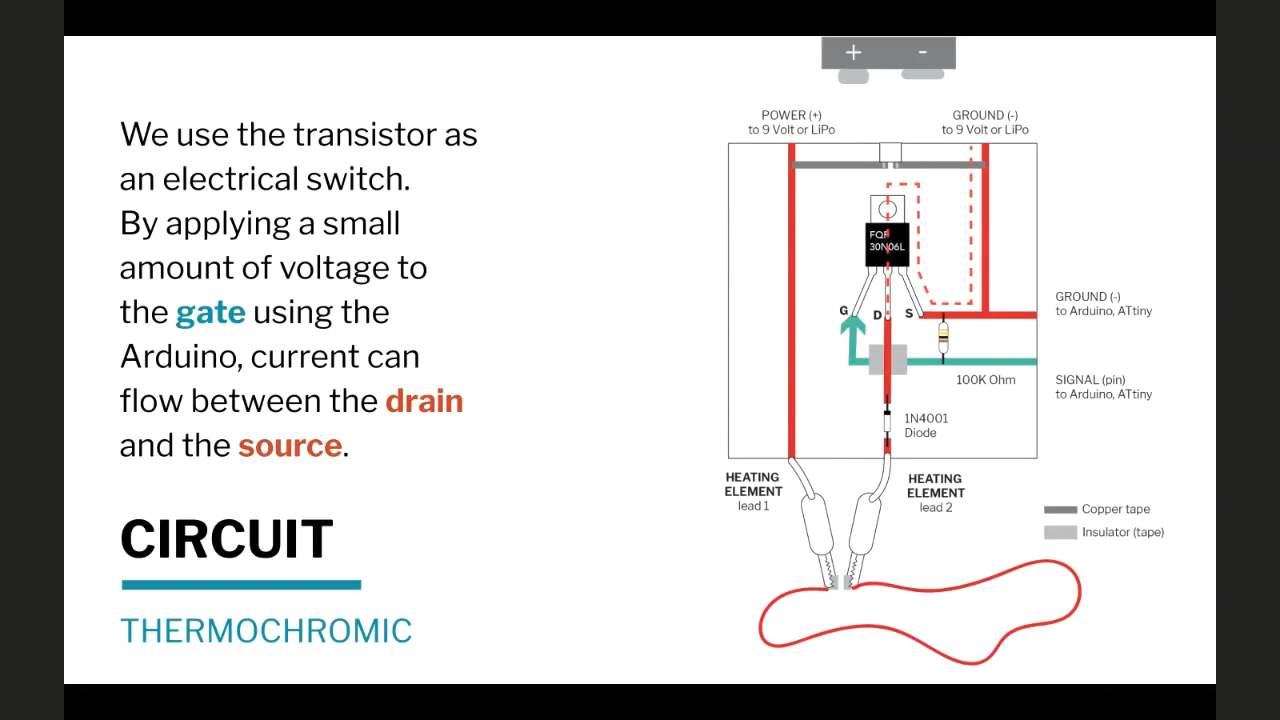 We use the transistor as
an electrical switch.
By applying a small
amount of voltage to
the gate using the
Arduino, current can
flow between the drain
and the source.
CIRCUIT
THERMOCHROMIC
+ -
POWER (+)
to 9 Volt or LiPo
GROUND (-)
to 9 Volt or LiPo
FQP
30N06L
G D S
GROUND (-)
to Arduino, ATtiny
100K Ohm
SIGNAL (pin)
to Arduino, ATtiny
1N4001
Diode
HEATING
ELEMENT
lead 1
HEATING
ELEMENT
lead 2
Copper tape
Insulator (tape)